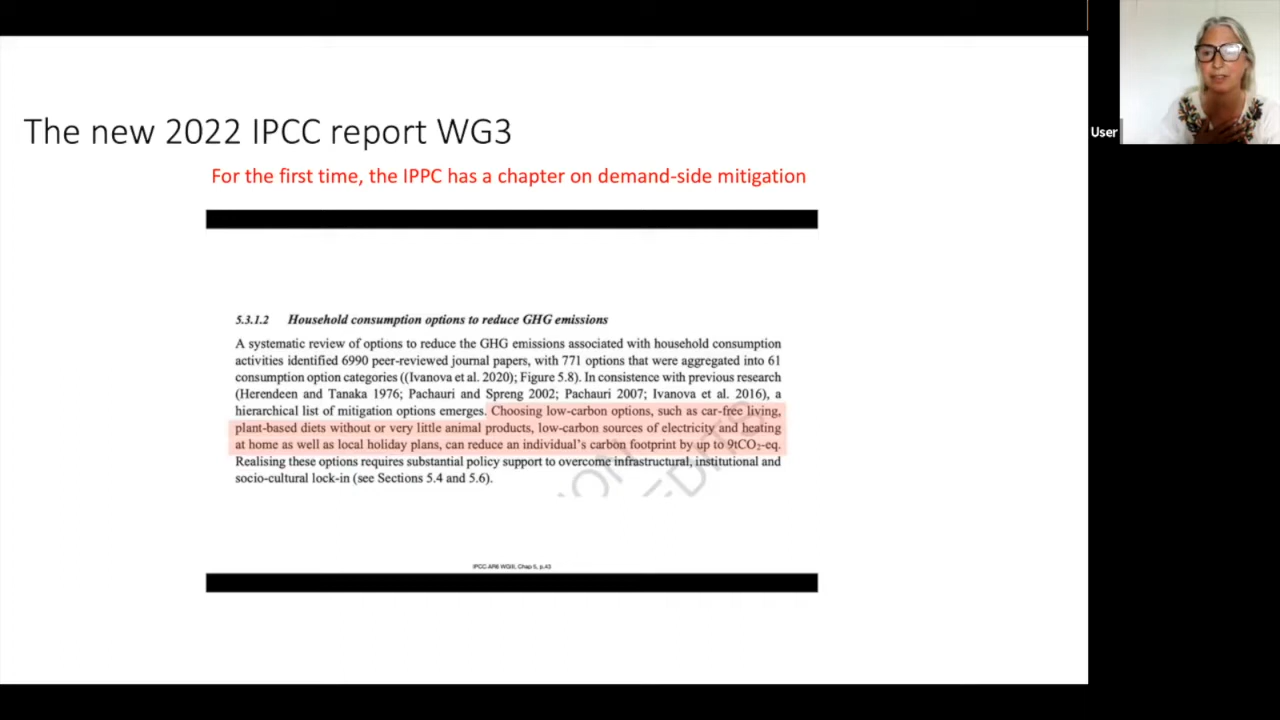 The new 2022 IPCC report WG3
For the first time, the IPPC has a chapter on demand-side mitigation
5.3.1.2 Household consumption options to reduce GHG emissions
A systematic review of options to reduce the GHG emissions associated with household consumption
activities identified 6990 peer-reviewed journal papers, with 771 options that were aggregated into 61
consumption option categories ((Ivanova et al. 2020); Figure 5.8). In consistence with previous research
(Herendeen and Tanaka 1976; Pachauri and Spreng 2002; Pachauri 2007; Ivanova et al. 2016), a
hierarchical list of mitigation options emerges. Choosing low-carbon options, such as car-free living,
plant-based diets without or very little animal products, low-carbon sources of electricity and heating
at home as well as local holiday plans, can reduce an individual's carbon footprint by up to 9tCO₂-eq.
Realising these options requires substantial policy support to overcome infrastructural, institutional and
socio-cultural lock-in (see Sections 5.4 and 5.6).
IPCC AR6 WGIII, Chap 5, p.43
User